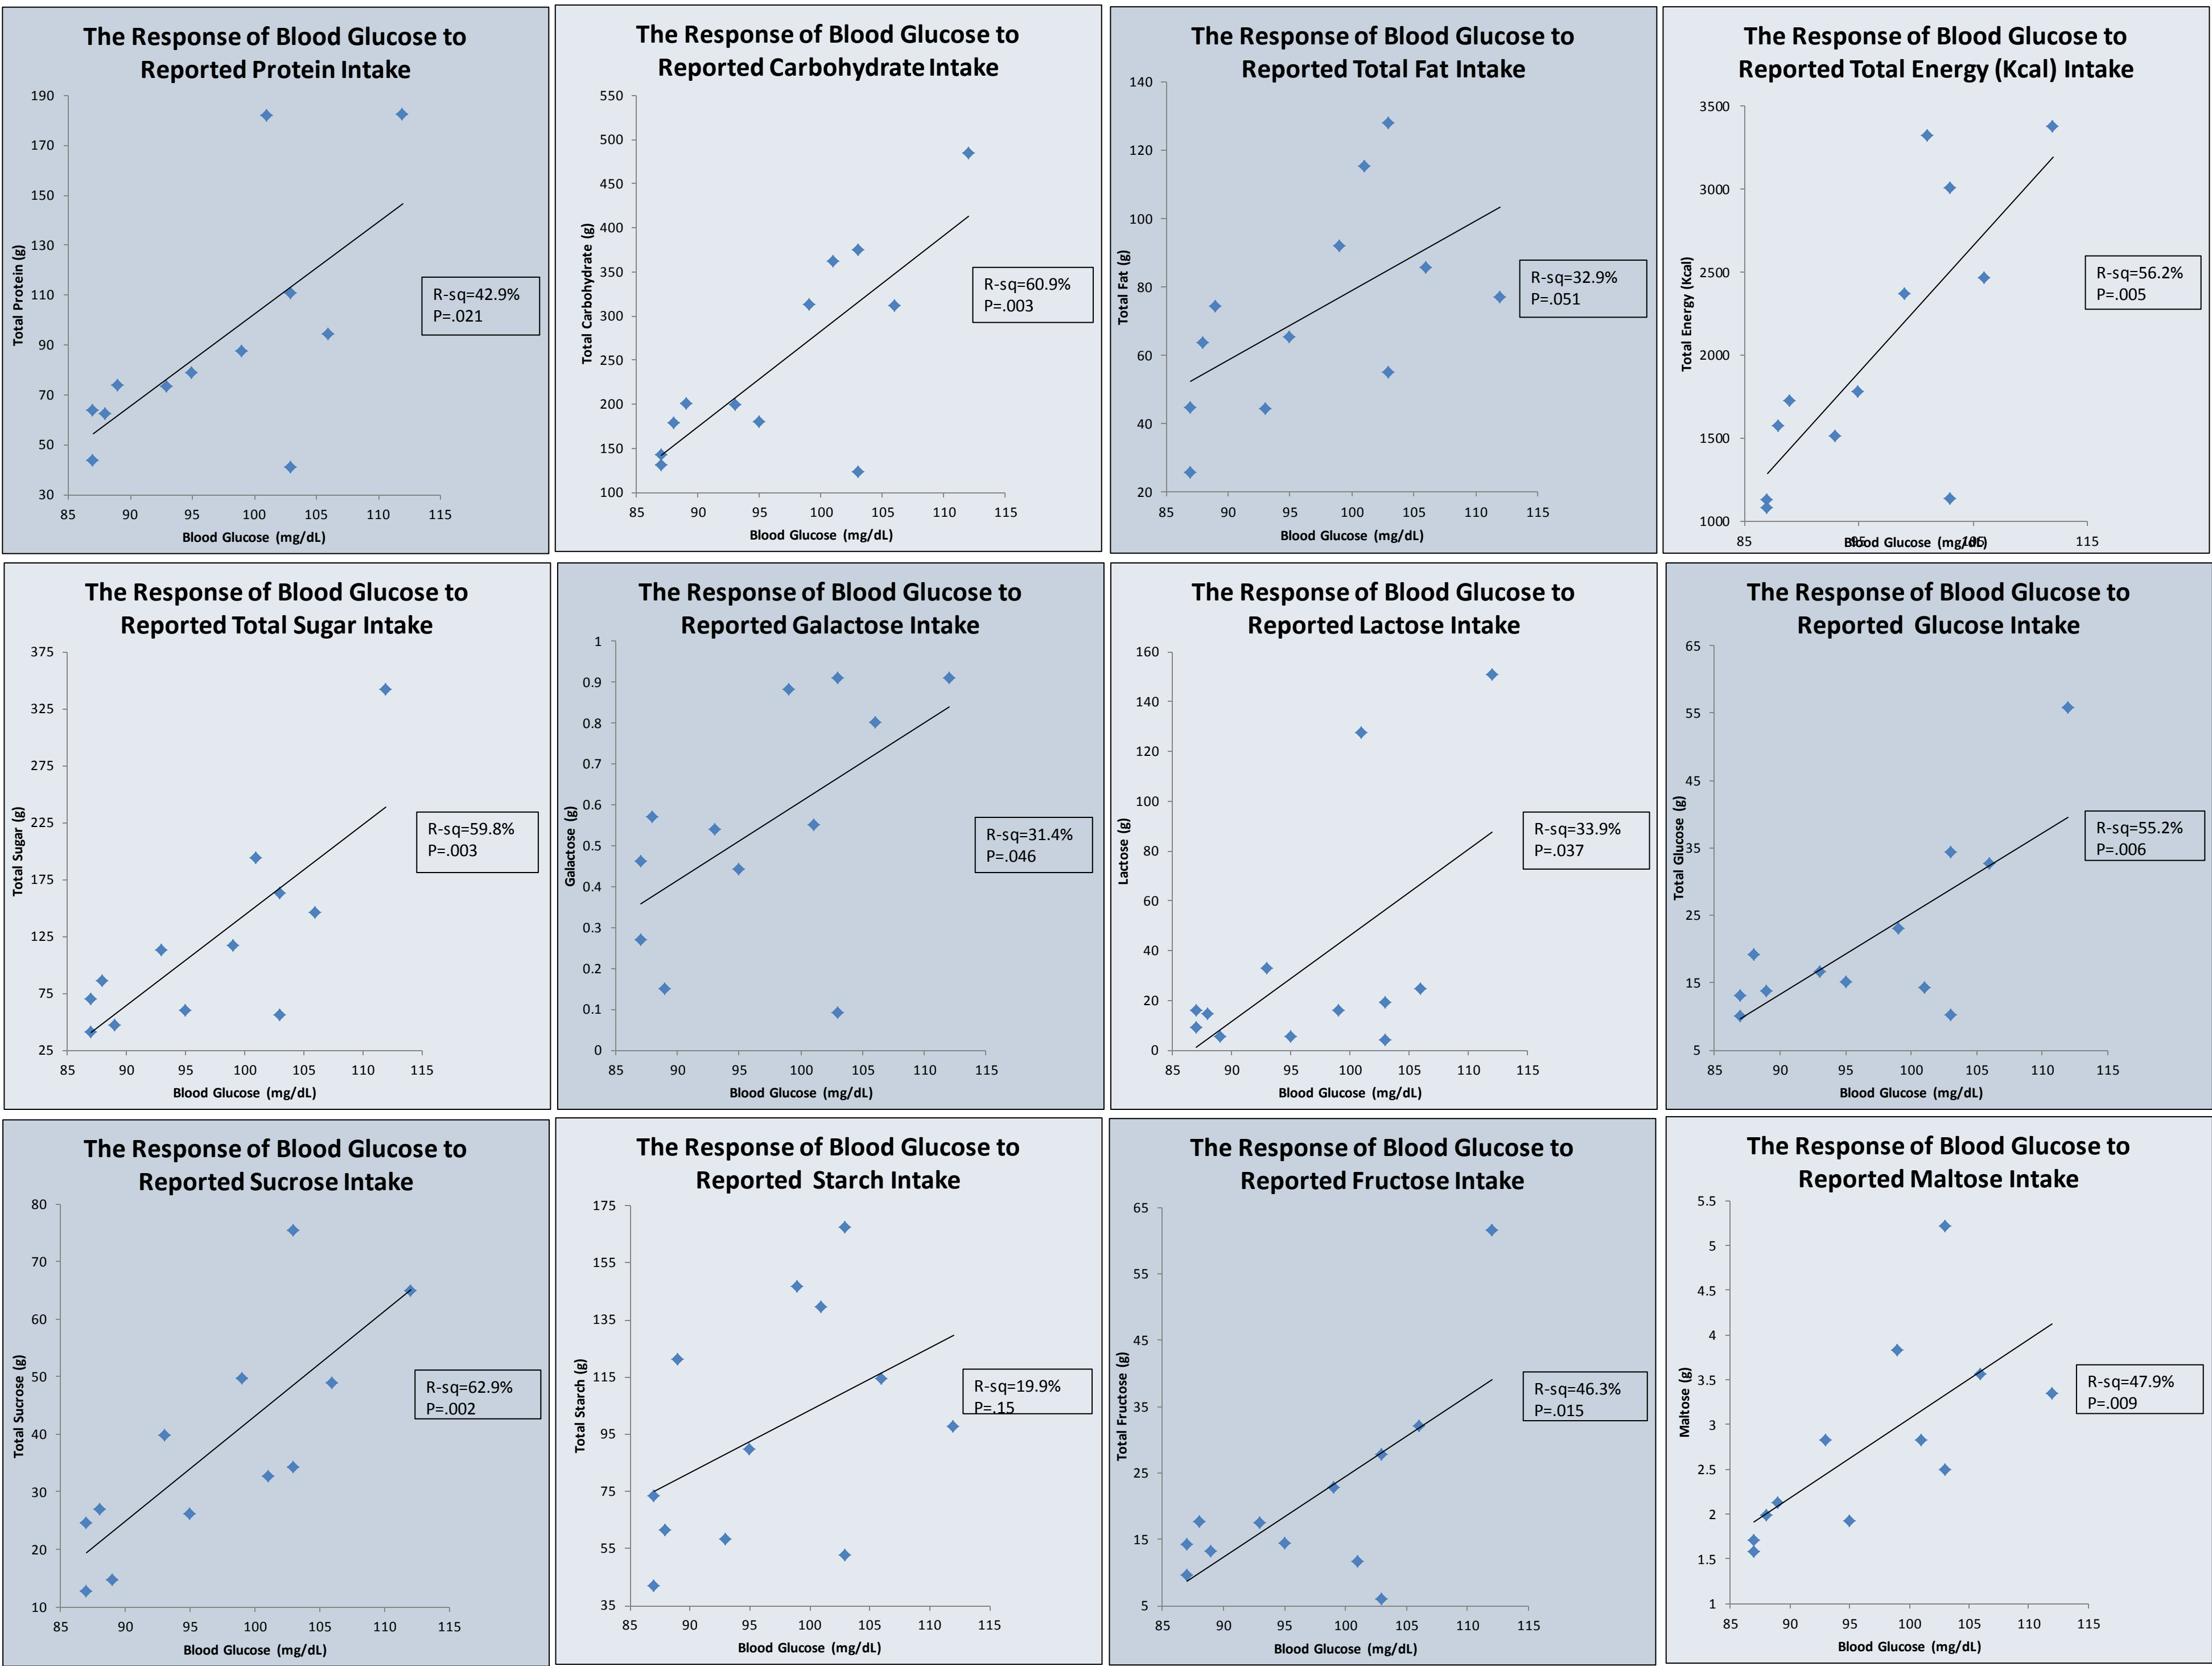 The Response of Blood Glucose to
Reported Protein Intake
190
170
150
130
110
90
70
50
30
85 90 95 100 105 110 115
Total Protein (g)
Blood Glucose (mg/dL)
R-sq=42.9%
P=.021
The Response of Blood Glucose to
Reported Carbohydrate Intake
550
500
450
400
350
300
250
200
150
100
85 90 95 100 105 110 115
Total Carbohydrate (g)
Blood Glucose (mg/dL)
R-sq=60.9%
P=.003
The Response of Blood Glucose to
Reported Total Fat Intake
140
120
100
80
60
40
20
85 90 95 100 105 110 115
Total Fat (g)
Blood Glucose (mg/dL)
R-sq=32.9%
P=.051
The Response of Blood Glucose to
Reported Total Energy (Kcal) Intake
3500
3000
2500
2000
1500
1000
85 95 105 115
Total Energy (Kcal)
Blood Glucose (mg/dL)
R-sq=56.2%
P=.005
The Response of Blood Glucose to
Reported Total Sugar Intake
375
325
275
225
175
125
75
25
85 90 95 100 105 110 115
Total Sugar (g)
Blood Glucose (mg/dL)
R-sq=59.8%
P=.003
The Response of Blood Glucose to
Reported Galactose Intake
1
0.9
0.8
0.7
0.6
0.5
0.4
0.3
0.2
0.1
0
85 90 95 100 105 110 115
Galactose (g)
Blood Glucose (mg/dL)
R-sq=31.4%
P=.046
The Response of Blood Glucose to
Reported Lactose Intake
160
140
120
100
80
60
40
20
0
85 90 95 100 105 110 115
Lactose (g)
Blood Glucose (mg/dL)
R-sq=33.9%
P=.037
The Response of Blood Glucose to
Reported Glucose Intake
65
55
45
35
25
15
5
85 90 95 100 105 110 115
Total Glucose (g)
Blood Glucose (mg/dL)
R-sq=55.2%
P=.006
The Response of Blood Glucose to
Reported Sucrose Intake
80
70
60
50
40
30
20
10
85 90 95 100 105 110 115
Total Sucrose (g)
Blood Glucose (mg/dL)
R-sq=62.9%
P=.002
The Response of Blood Glucose to
Reported Starch Intake
175
155
135
115
95
75
55
35
85 90 95 100 105 110 115
Total Starch (g)
Blood Glucose (mg/dL)
R-sq=19.9%
P=.15
The Response of Blood Glucose to
Reported Fructose Intake
65
55
45
35
25
15
5
85 90 95 100 105 110 115
Total Fructose (g)
Blood Glucose (mg/dL)
R-sq=46.3%
P=.015
The Response of Blood Glucose to
Reported Maltose Intake
5.5
5
4.5
4
3.5
3
2.5
2
1.5
1
85 90 95 100 105 110 115
Maltose (g)
Blood Glucose (mg/dL)
R-sq=47.9%
P=.009